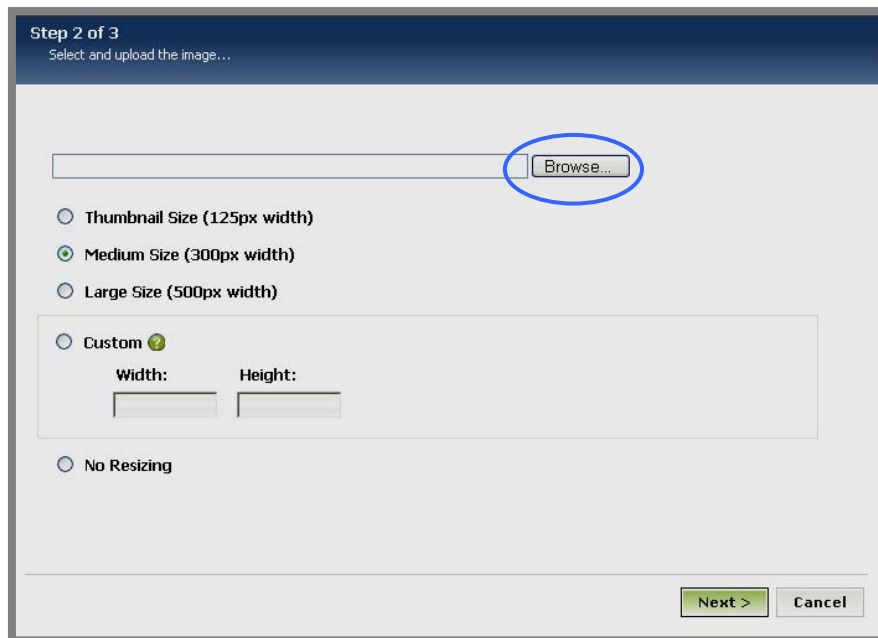 Step 2 of 3
Select and upload the image...
Browse...
Thumbnail Size (125px width)
Medium Size (300px width)
Large Size (500px width)
Custom ?
Width: Height:
No Resizing
Next > Cancel